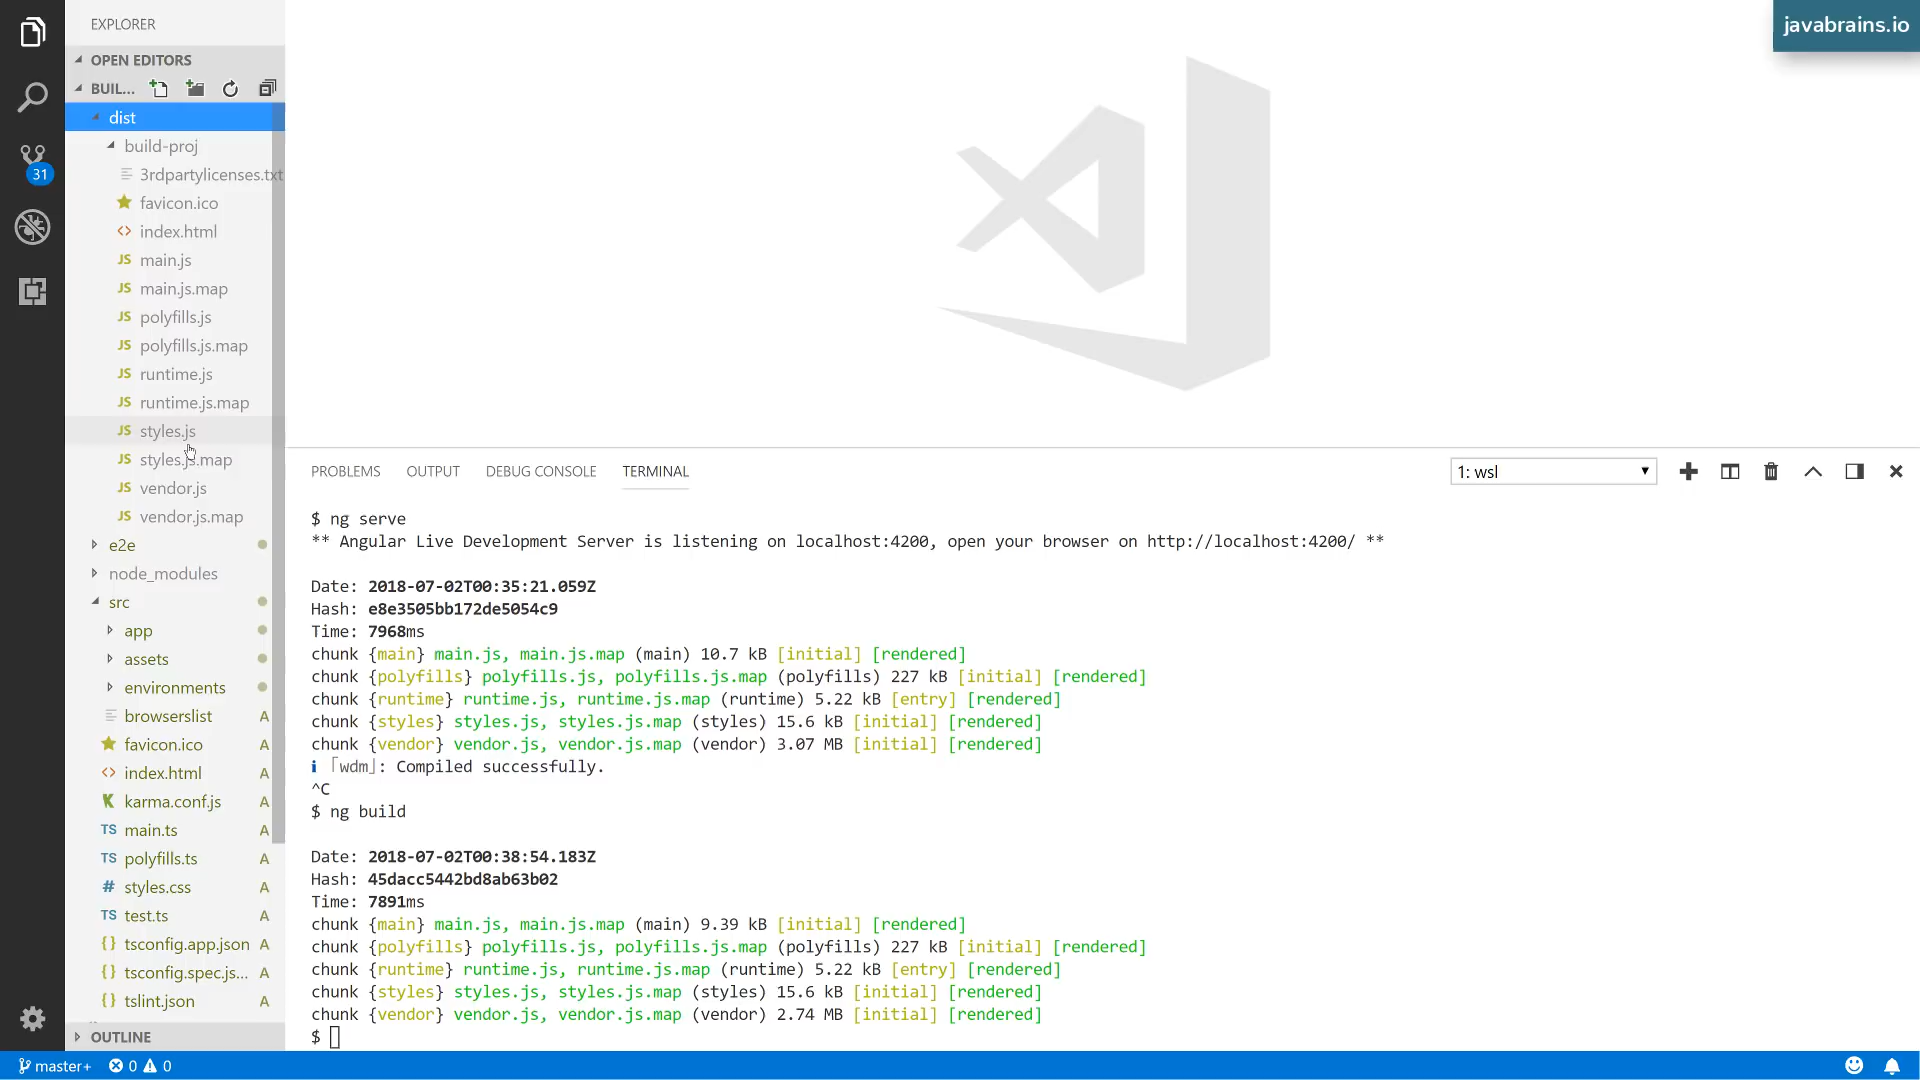 EXPLORER
OPEN EDITORS
BUIL...
dist
build-proj
3rdpartylicenses.txt
favicon.ico
<> index.html
JS main.js
JS main.js.map
JS polyfills.js
JS polyfills.js.map
JS runtime.js
JS runtime.js.map
JS styles.js
JS styles.js.map
JS vendor.js
JS vendor.js.map
e2e
node_modules
src
app
assets
environments
browserslist A
favicon.ico A
<> index.html A
K karma.conf.js A
TS main.ts A
TS polyfills.ts A
# styles.css A
TS test.ts A
{} tsconfig.app.json A
{} tsconfig.spec.js... A
{} tslint.json A
OUTLINE
31
javabrains.io
PROBLEMS OUTPUT DEBUG CONSOLE TERMINAL
1: wsl
$ ng serve
** Angular Live Development Server is listening on localhost:4200, open your browser on http://localhost:4200/ **
Date: 2018-07-02T00:35:21.059Z
Hash: e8e3505bb172de5054c9
Time: 7968ms
chunk {main} main.js, main.js.map (main) 10.7 kB [initial] [rendered]
chunk {polyfills} polyfills.js, polyfills.js.map (polyfills) 227 kB [initial] [rendered]
chunk {runtime} runtime.js, runtime.js.map (runtime) 5.22 kB [entry] [rendered]
chunk {styles} styles.js, styles.js.map (styles) 15.6 kB [initial] [rendered]
chunk {vendor} vendor.js, vendor.js.map (vendor) 3.07 MB [initial] [rendered]
ℹ ｢wdm｣: Compiled successfully.
^C
$ ng build
Date: 2018-07-02T00:38:54.183Z
Hash: 45dacc5442bd8ab63b02
Time: 7891ms
chunk {main} main.js, main.js.map (main) 9.39 kB [initial] [rendered]
chunk {polyfills} polyfills.js, polyfills.js.map (polyfills) 227 kB [initial] [rendered]
chunk {runtime} runtime.js, runtime.js.map (runtime) 5.22 kB [entry] [rendered]
chunk {styles} styles.js, styles.js.map (styles) 15.6 kB [initial] [rendered]
chunk {vendor} vendor.js, vendor.js.map (vendor) 2.74 MB [initial] [rendered]
$
master+ 0 0